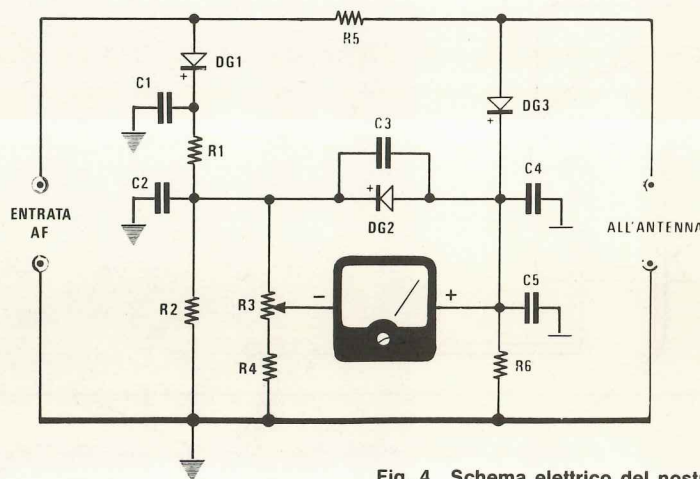 R5
DG1
+
C1
DG3
+
C3
R1
C2
+
DG2
C4
ENTRATA
AF
ALL'ANTENNA
R2
R3
−
+
C5
R4
R6
Fig. 4 Schema elettrico del nost